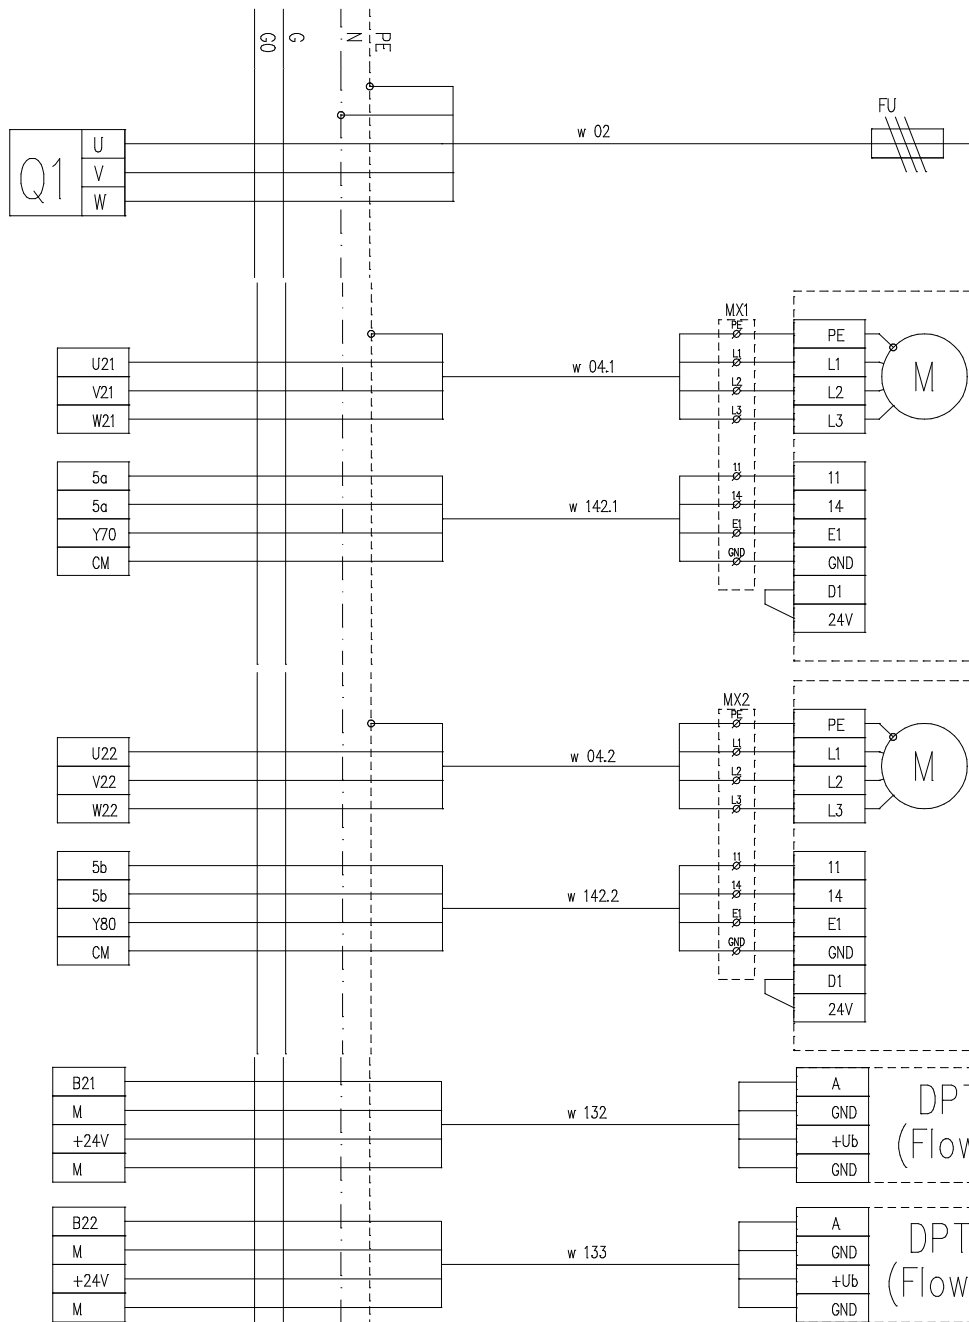 G0 G N PE
FU
Q1
U
V
W
w 02
MX1
U21
V21
W21
w 04.1
PE
L1
L2
L3
PE
L1
L2
L3
M
5a
5a
Y70
CM
w 142.1
11
14
E1
GND
11
14
E1
GND
D1
24V
MX2
U22
V22
W22
w 04.2
PE
L1
L2
L3
PE
L1
L2
L3
M
5b
5b
Y80
CM
w 142.2
11
14
E1
GND
11
14
E1
GND
D1
24V
B21
M
+24V
M
w 132
A
GND
+Ub
GND
DPT
(Flow
B22
M
+24V
M
w 133
A
GND
+Ub
GND
DPT
(Flow